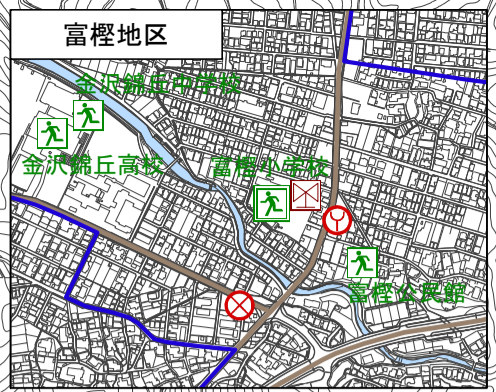 富樫地区
金沢錦丘中学校
金沢錦丘高校
富樫小学校
富樫公民館